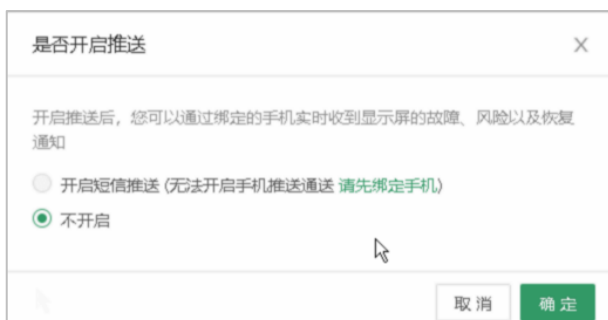 是否开启推送
开启推送后，您可以通过绑定的手机实时收到显示屏的故障、风险以及恢复
通知
开启短信推送 (无法开启手机推送通送 请先绑定手机)
不开启
取消
确定